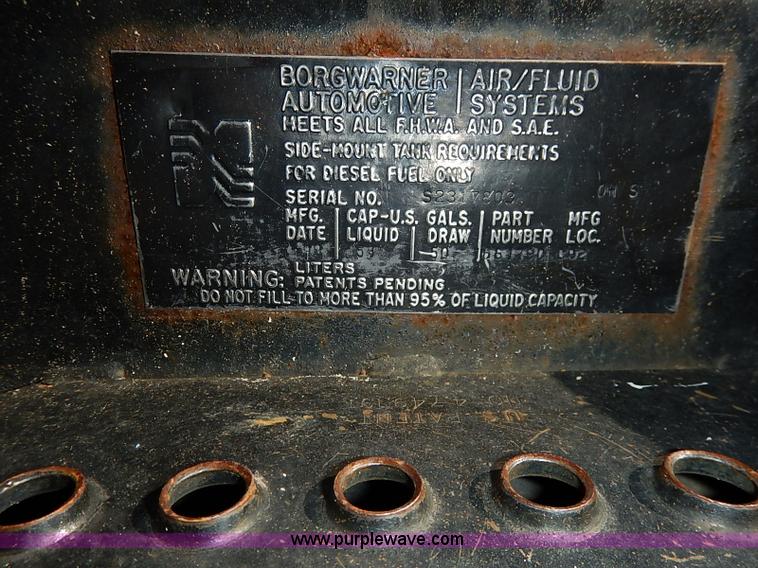 BORGWARNER | AIR/FLUID
AUTOMOTIVE | SYSTEMS
MEETS ALL F.H.W.A. AND S.A.E.
SIDE-MOUNT TANK REQUIREMENTS
FOR DIESEL FUEL ONLY
SERIAL NO.
MFG. | CAP-U.S. GALS. | PART MFG
DATE | LIQUID | DRAW | NUMBER LOC.
50
LITERS
WARNING: PATENTS PENDING
DO NOT FILL TO MORE THAN 95% OF LIQUID CAPACITY
U.S. PATENT
www.purplewave.com